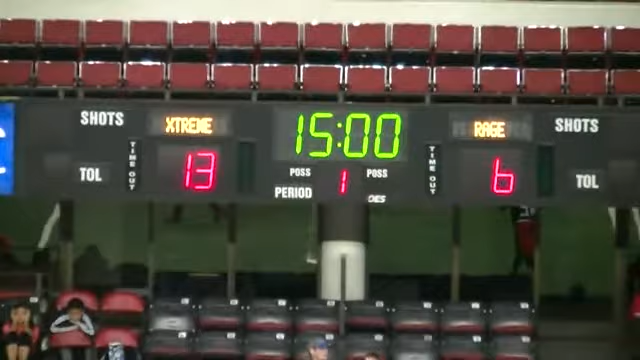 SHOTS XTREME 15:00 RAGE SHOTS
TOL TIME OUT 13 POSS POSS TIME OUT 6 TOL
PERIOD 1